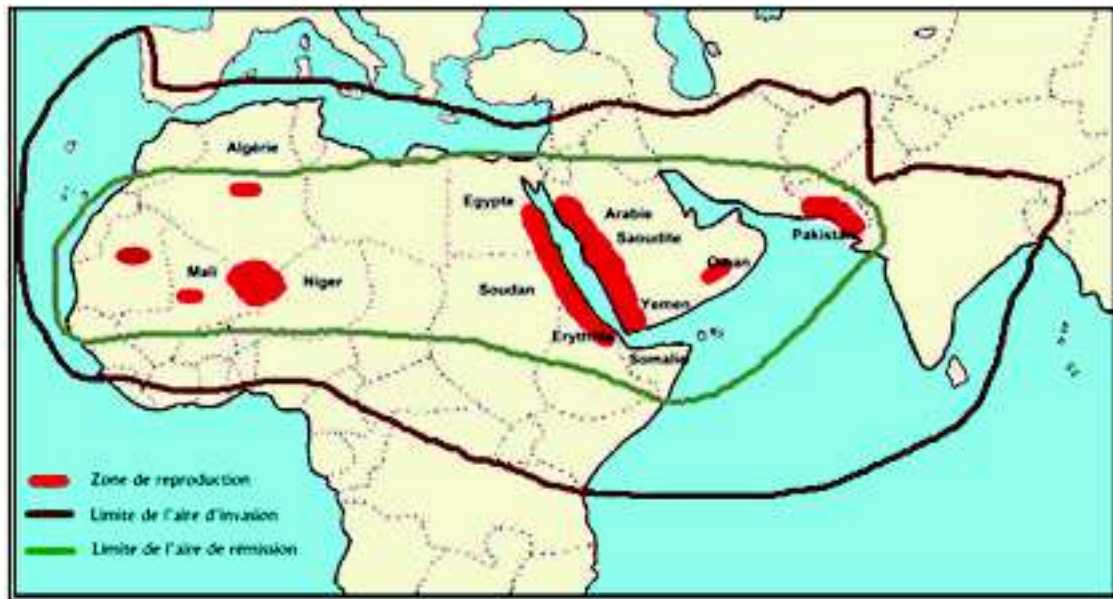 Algérie
Egypte
Arabie
Saoudite
Pakistan
Mali
Niger
Oman
Soudan
Yemen
Somalie
Zone de reproduction
Limite de l'aire d'invasion
Limite de l'aire de rémission